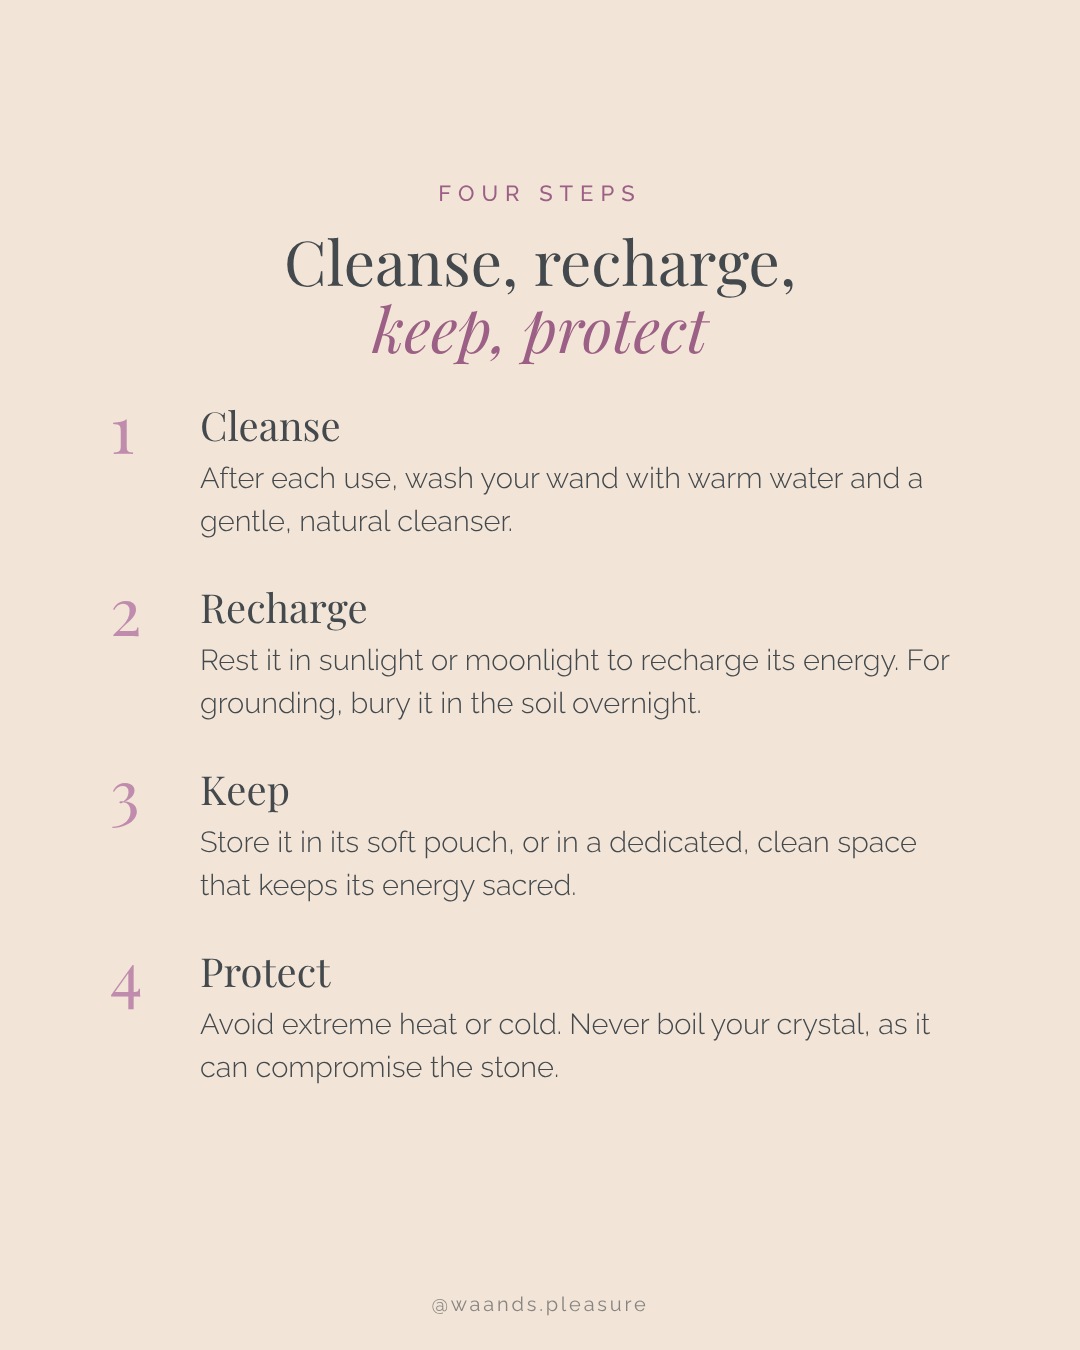 FOUR STEPS
Cleanse, recharge,
keep, protect
1
Cleanse
After each use, wash your wand with warm water and a
gentle, natural cleanser.
2
Recharge
Rest it in sunlight or moonlight to recharge its energy. For
grounding, bury it in the soil overnight.
3
Keep
Store it in its soft pouch, or in a dedicated, clean space
that keeps its energy sacred.
4
Protect
Avoid extreme heat or cold. Never boil your crystal, as it
can compromise the stone.
@waands.pleasure